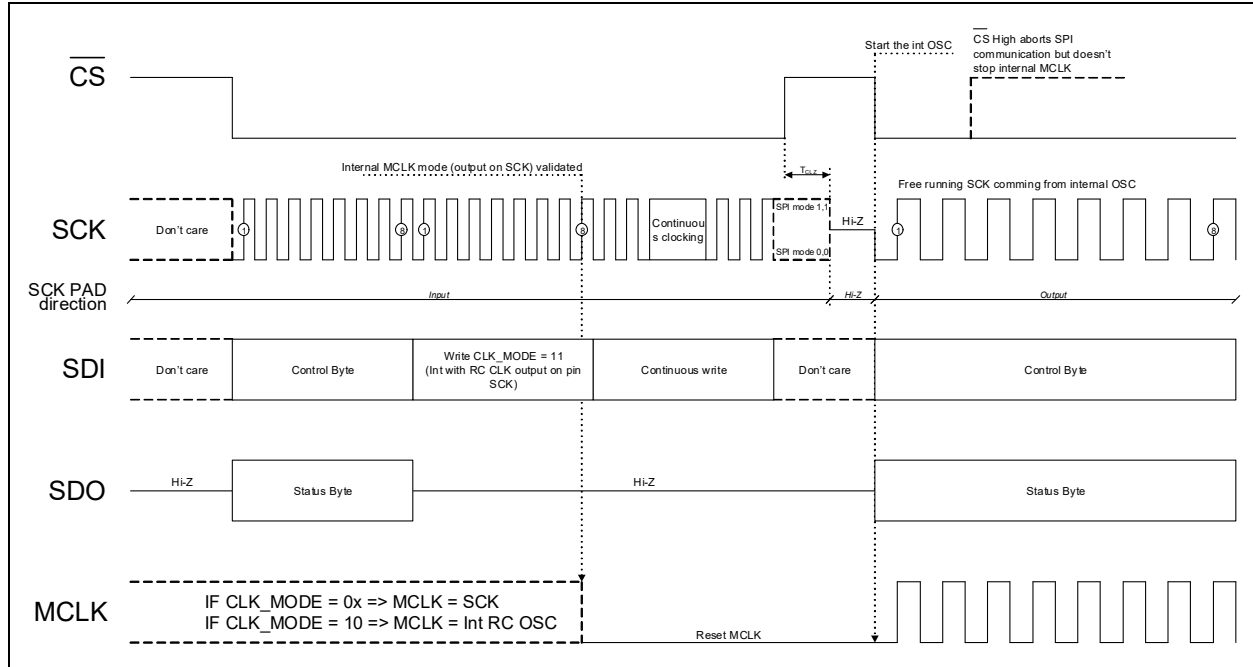 Start the int OSC
CS High aborts SPI
communication but doesn't
stop internal MCLK
CS
Internal MCLK mode (output on SCK) validated
TCLZ
Free running SCK comming from internal OSC
SCK
Don't care
1
8
1
8
Continuou
s clocking
SPI mode 1,1
SPI mode 0,0
Hi-Z
1
8
SCK PAD
direction
Input
Hi-Z
Output
SDI
Don't care
Control Byte
Write CLK_MODE = 11
(Int with RC CLK output on pin
SCK)
Continuous write
Don't care
Control Byte
SDO
Hi-Z
Status Byte
Hi-Z
Status Byte
MCLK
IF CLK_MODE = 0x => MCLK = SCK
IF CLK_MODE = 10 => MCLK = Int RC OSC
Reset MCLK